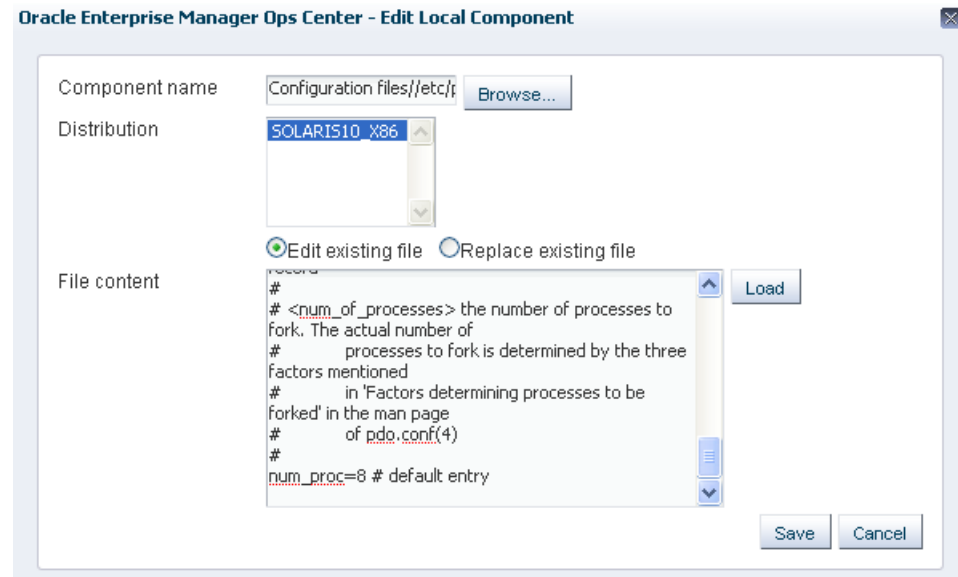 Oracle Enterprise Manager Ops Center - Edit Local Component
Component name
Configuration files//etc/p
Browse...
Distribution
SOLARIS10_X86
Edit existing file
Replace existing file
File content
record
#
# <num_of_processes> the number of processes to
fork. The actual number of
# processes to fork is determined by the three
factors mentioned
# in 'Factors determining processes to be
forked' in the man page
# of pdo.conf(4)
#
num_proc=8 # default entry
Load
Save
Cancel